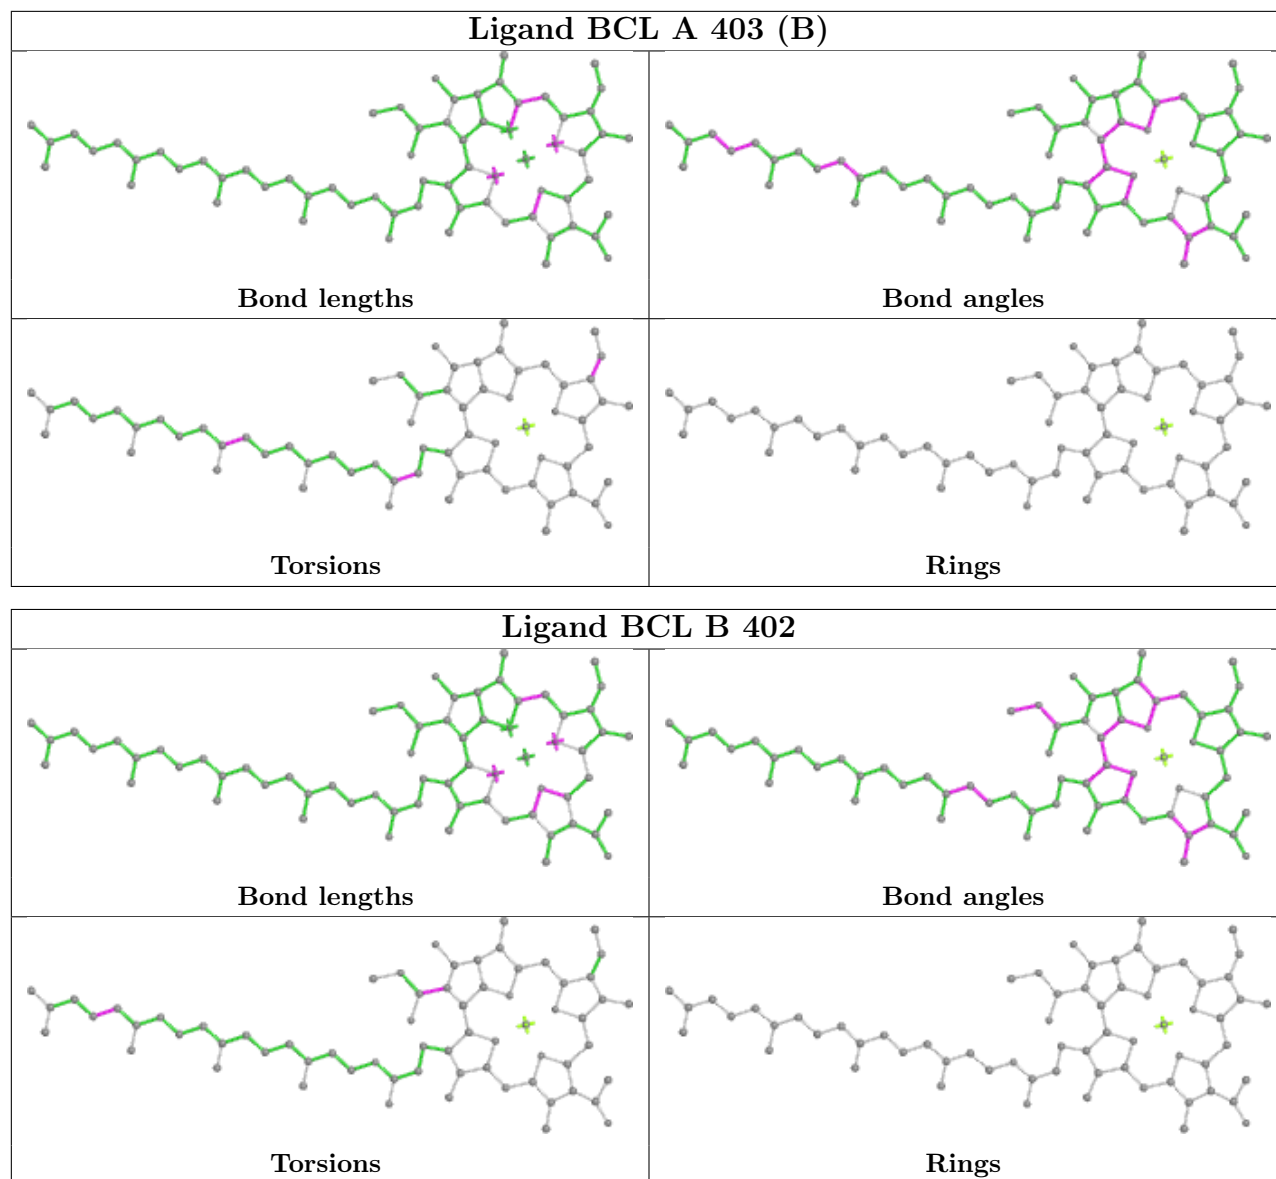 Ligand BCL A 403 (B)
Bond lengths
Bond angles
Torsions
Rings
Ligand BCL B 402
Bond lengths
Bond angles
Torsions
Rings